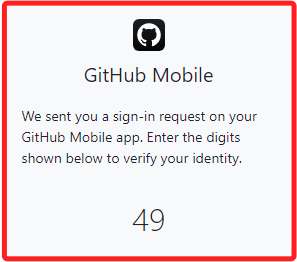 GitHub Mobile
We sent you a sign-in request on your
GitHub Mobile app. Enter the digits
shown below to verify your identity.
49